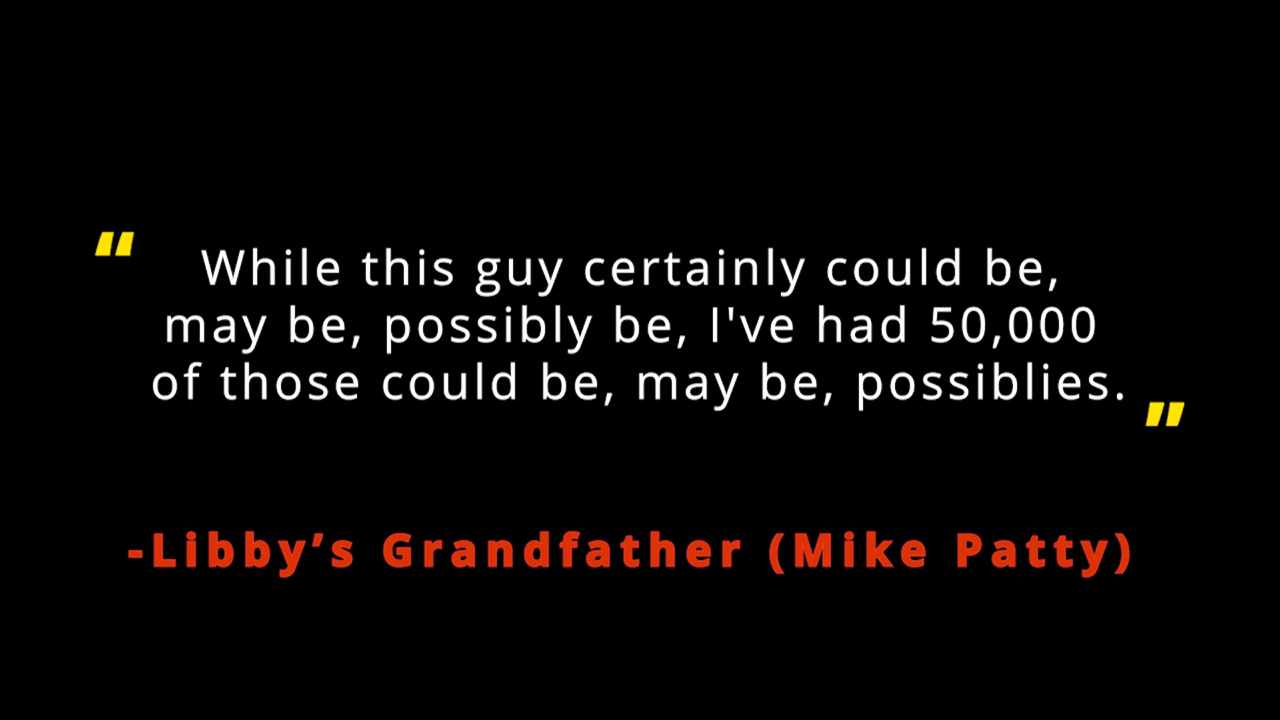 “ While this guy certainly could be,
may be, possibly be, I've had 50,000
of those could be, may be, possiblies. ”
-Libby’s Grandfather (Mike Patty)